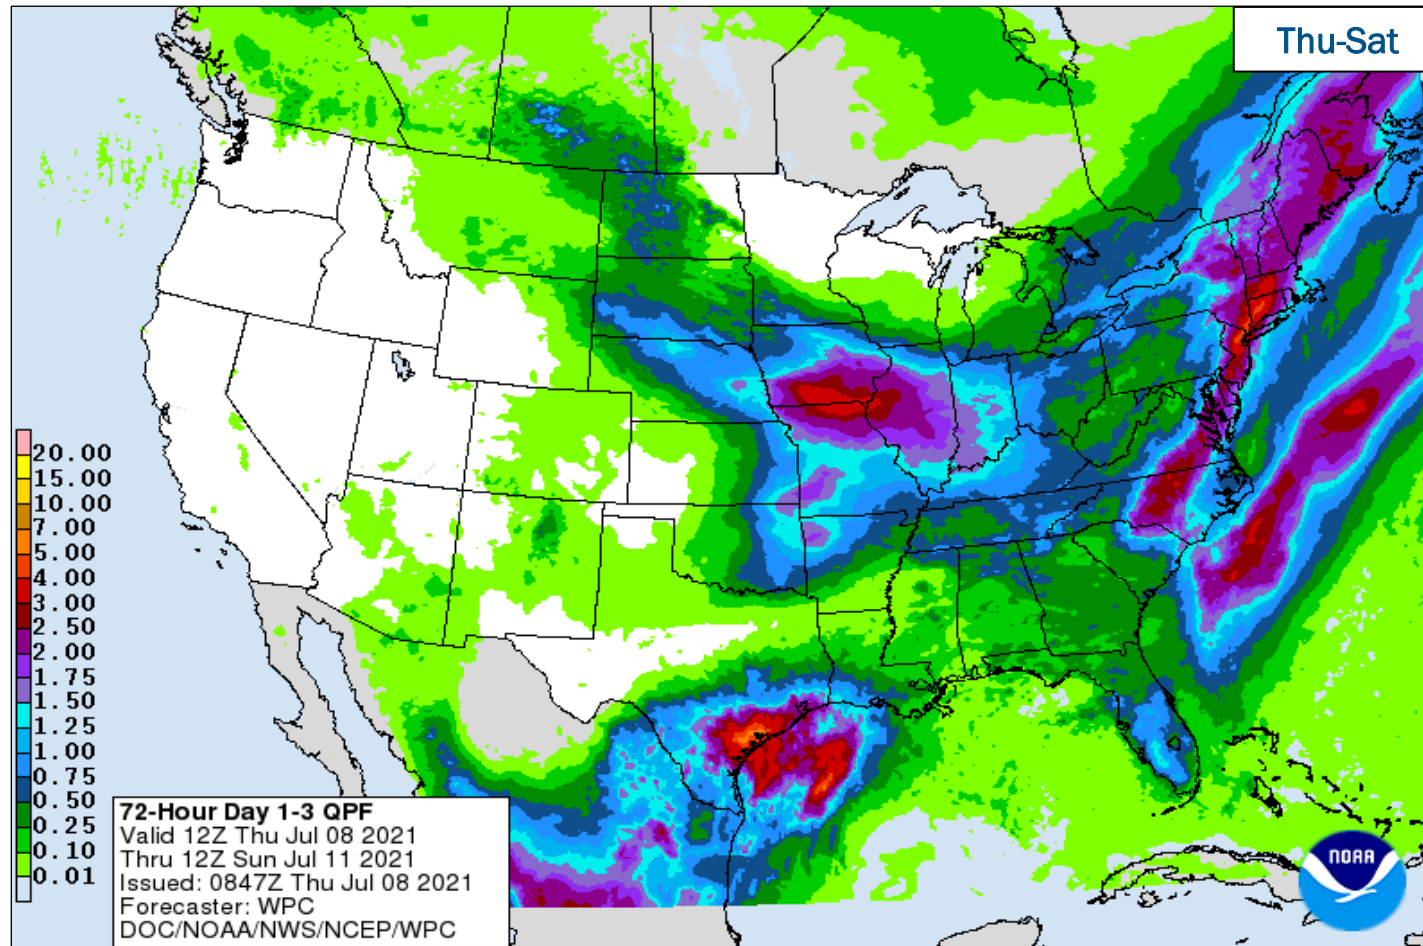 Thu-Sat
20.00
15.00
10.00
7.00
5.00
4.00
3.00
2.50
2.00
1.75
1.50
1.25
1.00
0.75
0.50
0.25
0.10
0.01
72-Hour Day 1-3 QPF
Valid 12Z Thu Jul 08 2021
Thru 12Z Sun Jul 11 2021
Issued: 0847Z Thu Jul 08 2021
Forecaster: WPC
DOC/NOAA/NWS/NCEP/WPC
NOAA